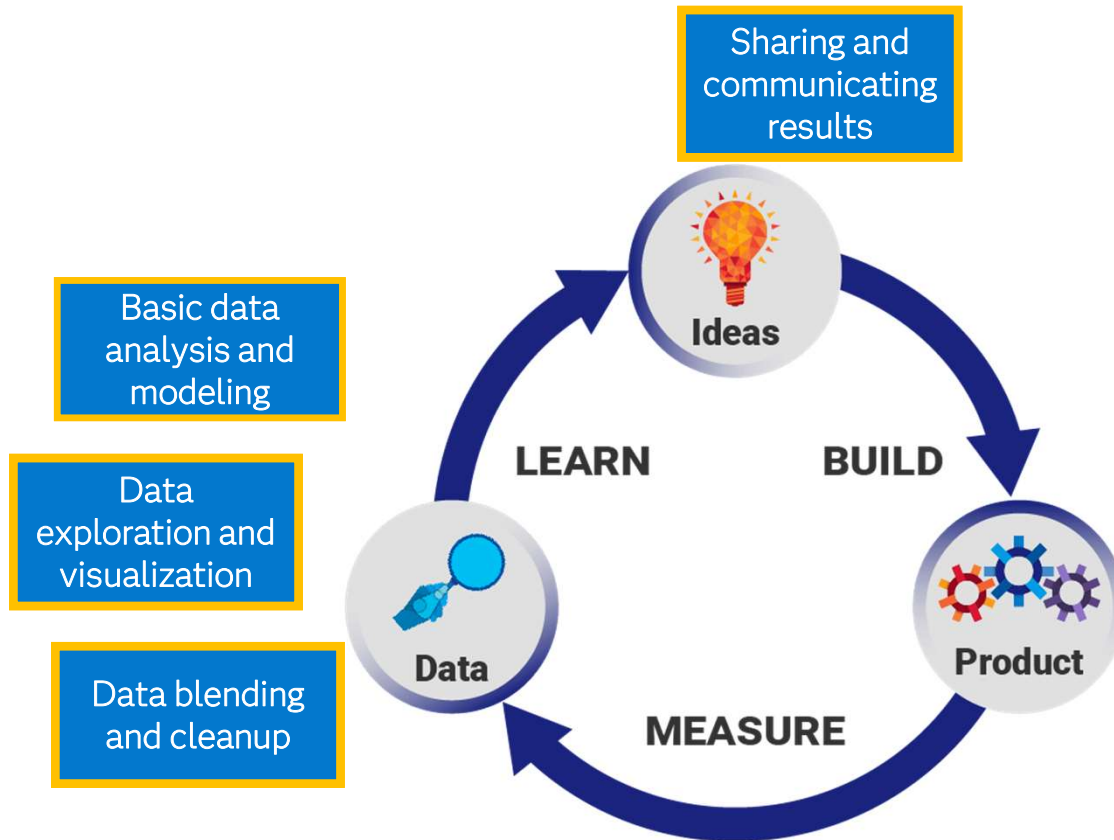 Sharing and
communicating
results
Ideas
Basic data
analysis and
modeling
LEARN
BUILD
Data
exploration and
visualization
Data
Product
Data blending
and cleanup
MEASURE